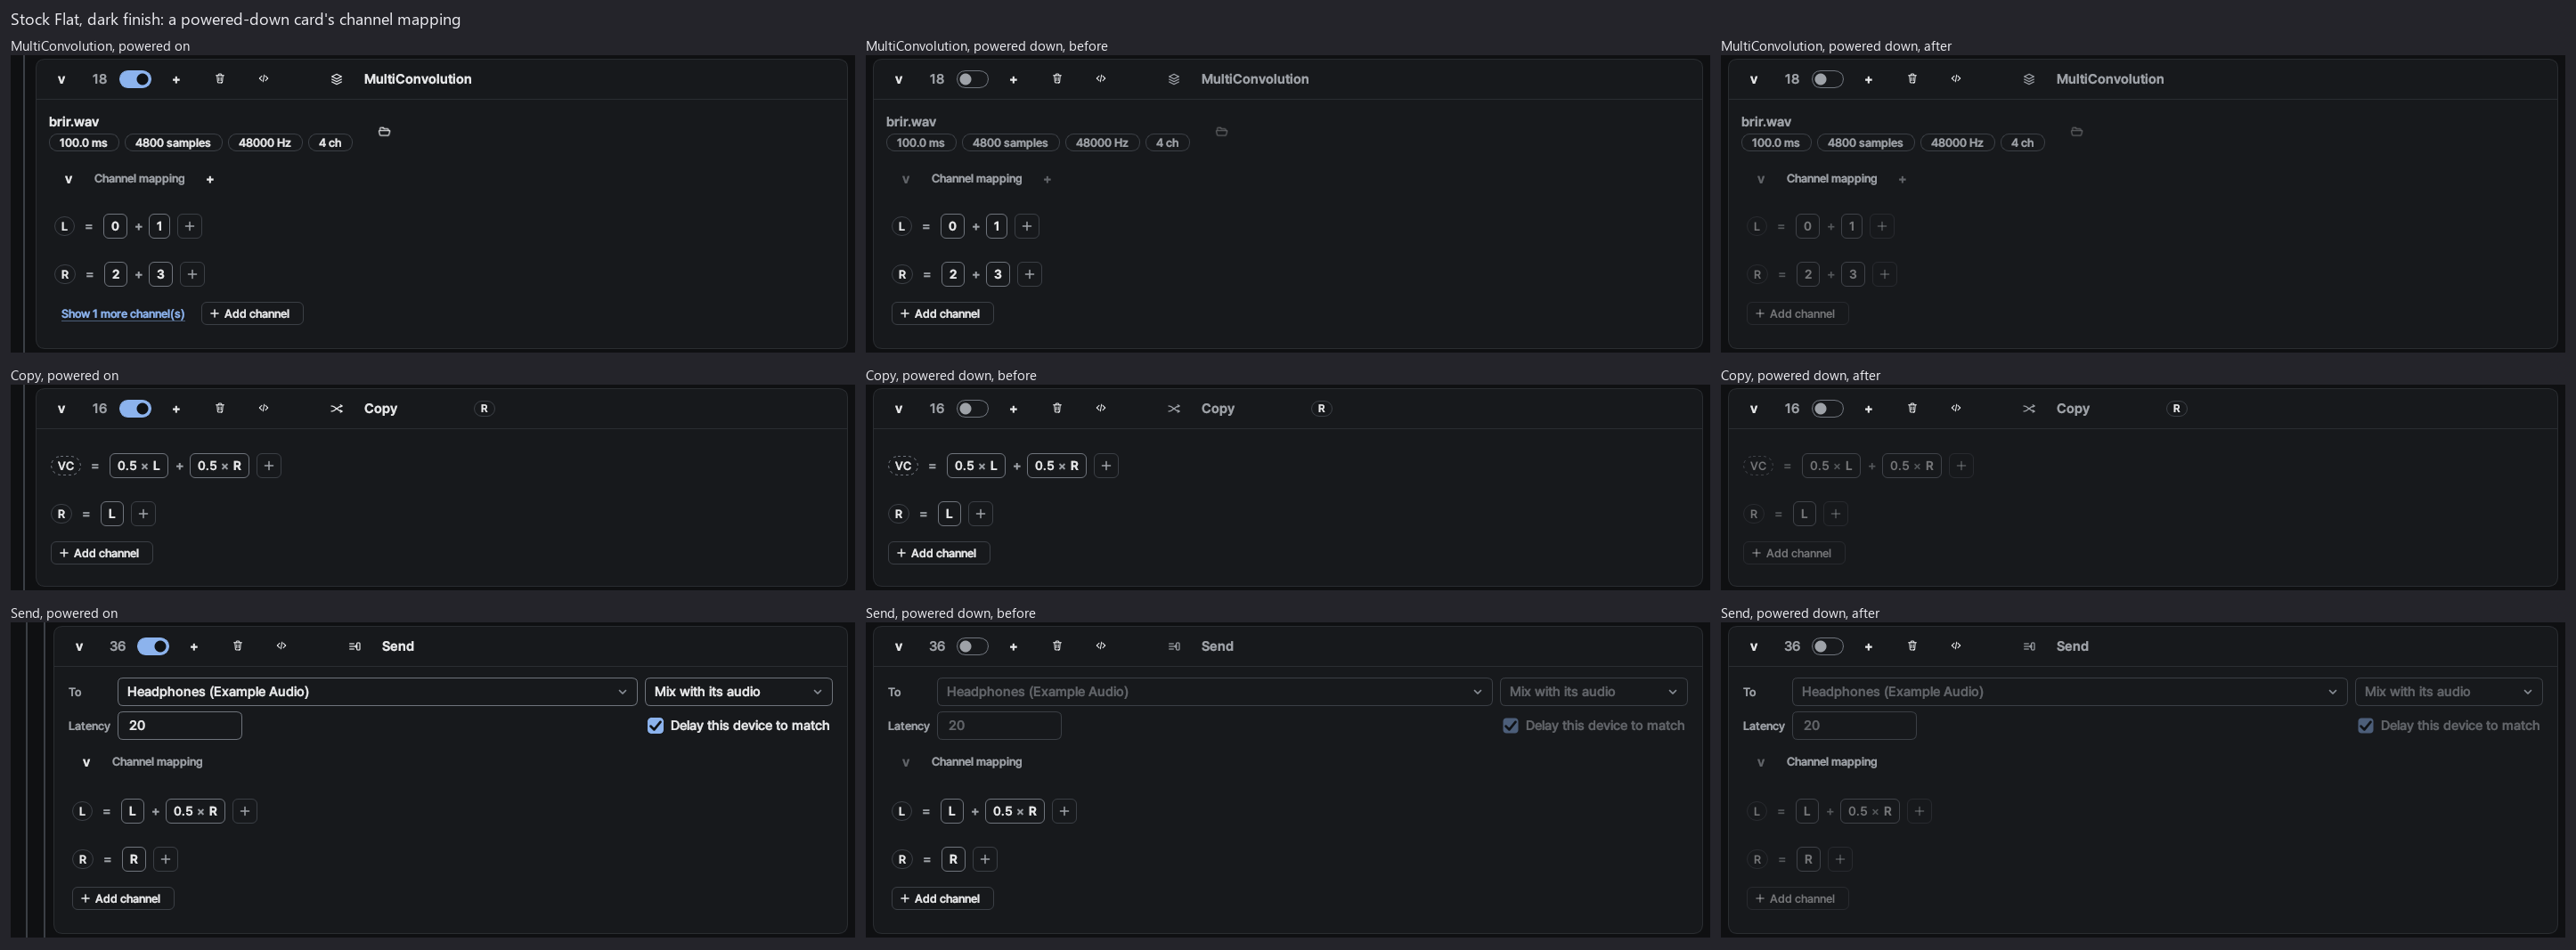 Stock Flat, dark finish: a powered-down card's channel mapping
MultiConvolution, powered on
v 18 + </> MultiConvolution
brir.wav
100.0 ms 4800 samples 48000 Hz 4 ch
v Channel mapping +
L = 0 + 1 +
R = 2 + 3 +
Show 1 more channel(s) + Add channel
MultiConvolution, powered down, before
v 18 + </> MultiConvolution
brir.wav
100.0 ms 4800 samples 48000 Hz 4 ch
v Channel mapping +
L = 0 + 1 +
R = 2 + 3 +
+ Add channel
MultiConvolution, powered down, after
v 18 + </> MultiConvolution
brir.wav
100.0 ms 4800 samples 48000 Hz 4 ch
v Channel mapping +
L = 0 + 1 +
R = 2 + 3 +
+ Add channel
Copy, powered on
v 16 + </> Copy R
VC = 0.5 × L + 0.5 × R +
R = L +
+ Add channel
Copy, powered down, before
v 16 + </> Copy R
VC = 0.5 × L + 0.5 × R +
R = L +
+ Add channel
Copy, powered down, after
v 16 + </> Copy R
VC = 0.5 × L + 0.5 × R +
R = L +
+ Add channel
Send, powered on
v 36 + </> Send
To Headphones (Example Audio) Mix with its audio
Latency 20 Delay this device to match
v Channel mapping
L = L + 0.5 × R +
R = R +
+ Add channel
Send, powered down, before
v 36 + </> Send
To Headphones (Example Audio) Mix with its audio
Latency 20 Delay this device to match
v Channel mapping
L = L + 0.5 × R +
R = R +
+ Add channel
Send, powered down, after
v 36 + </> Send
To Headphones (Example Audio) Mix with its audio
Latency 20 Delay this device to match
v Channel mapping
L = L + 0.5 × R +
R = R +
+ Add channel